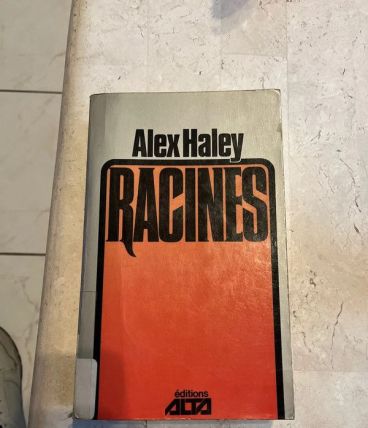 Alex Haley
RACINES
éditions
ALTA